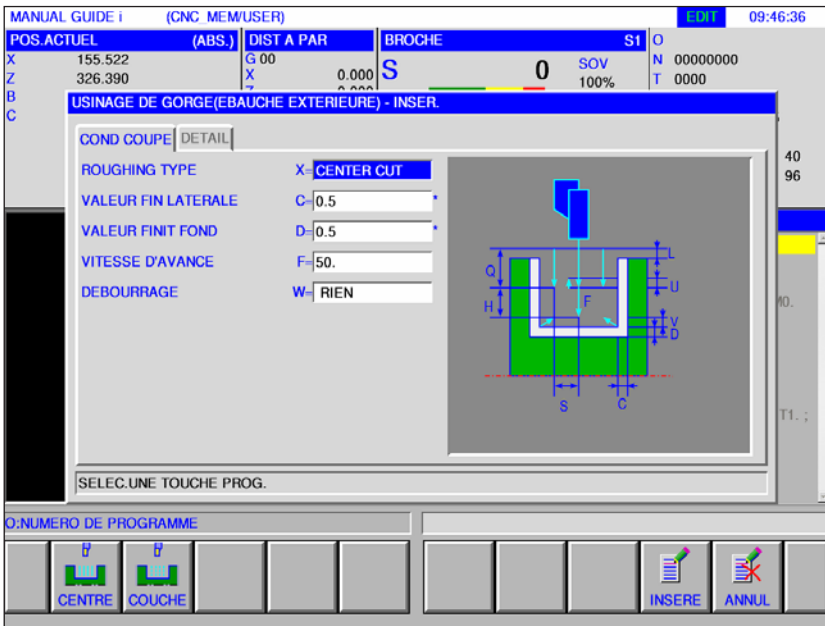 MANUAL GUIDE i (CNC_MEM/USER) EDIT 09:46:36
POS.ACTUEL (ABS.) DIST A PAR BROCHE S1 O
X 155.522 G 00 N 00000000
Z 326.390 X 0.000 S 0 SOV T 0000
B 100%
C
USINAGE DE GORGE(EBAUCHE EXTERIEURE) - INSER.
COND COUPE DETAIL
ROUGHING TYPE X= CENTER CUT
VALEUR FIN LATERALE C= 0.5 *
VALEUR FINIT FOND D= 0.5 *
VITESSE D'AVANCE F= 50.
DEBOURRAGE W= RIEN
Q
H
F
L
U
V
D
S
C
40
96
M0.
T1. ;
SELEC.UNE TOUCHE PROG.
O:NUMERO DE PROGRAMME
CENTRE COUCHE INSERE ANNUL